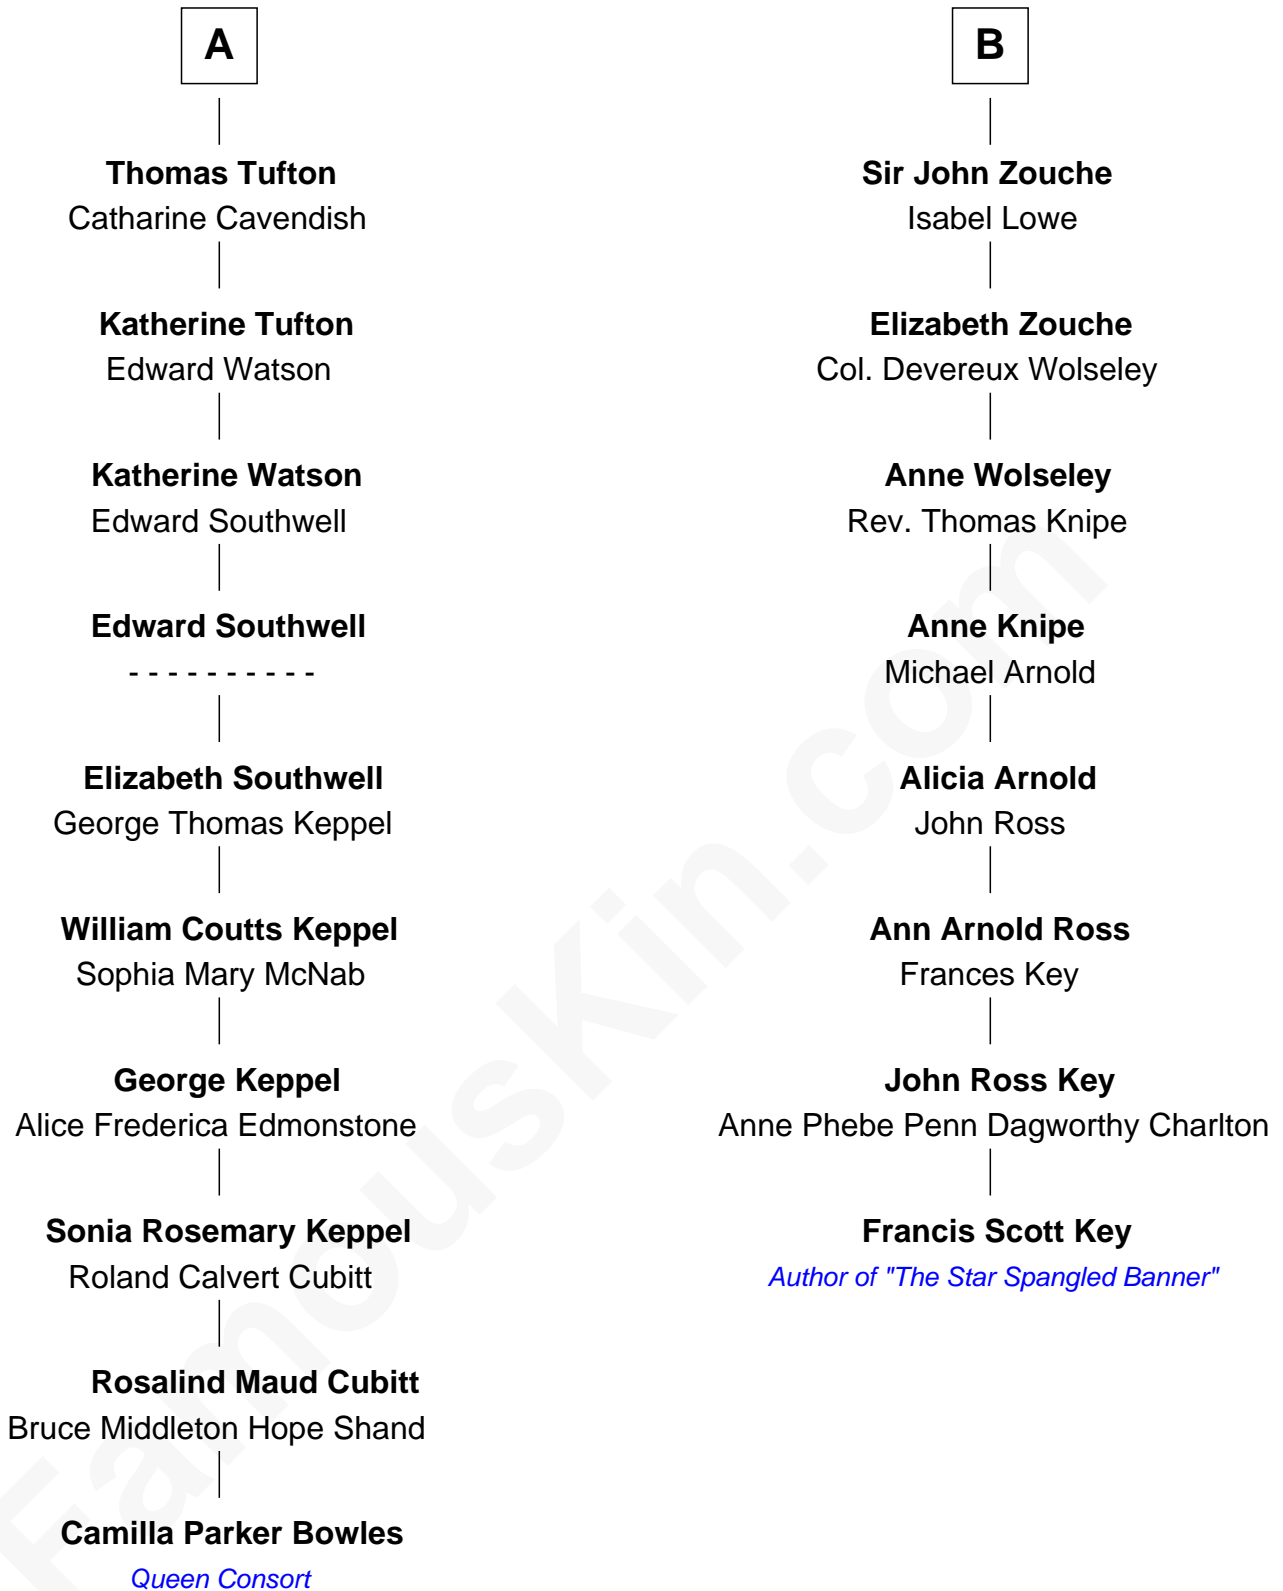 A
Thomas Tufton
Catharine Cavendish
Katherine Tufton
Edward Watson
Katherine Watson
Edward Southwell
Edward Southwell
- - - - - - - - - -
Elizabeth Southwell
George Thomas Keppel
William Coutts Keppel
Sophia Mary McNab
George Keppel
Alice Frederica Edmonstone
Sonia Rosemary Keppel
Roland Calvert Cubitt
Rosalind Maud Cubitt
Bruce Middleton Hope Shand
Camilla Parker Bowles
Queen Consort
B
Sir John Zouche
Isabel Lowe
Elizabeth Zouche
Col. Devereux Wolseley
Anne Wolseley
Rev. Thomas Knipe
Anne Knipe
Michael Arnold
Alicia Arnold
John Ross
Ann Arnold Ross
Frances Key
John Ross Key
Anne Phebe Penn Dagworthy Charlton
Francis Scott Key
Author of "The Star Spangled Banner"
FamousKin.com